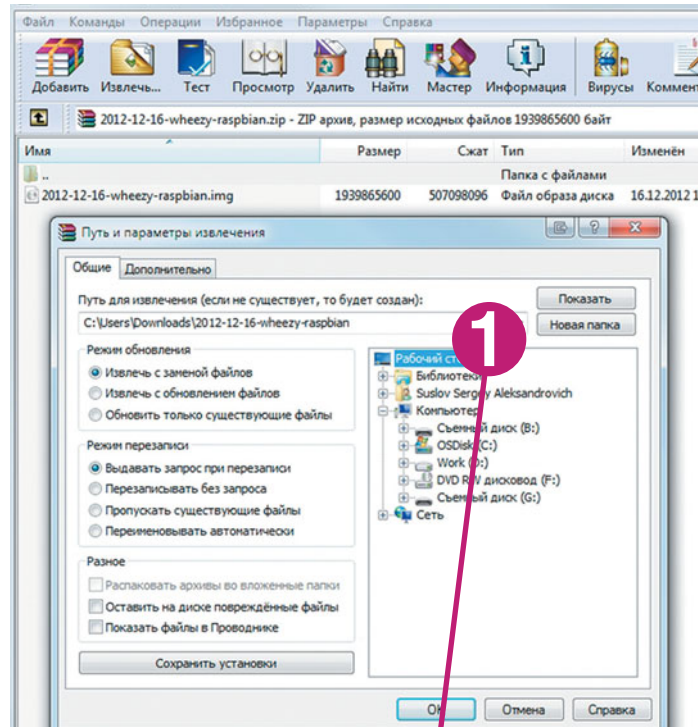 Файл Команды Операции Избранное Параметры Справка
Добавить Извлечь... Тест Просмотр Удалить Найти Мастер Информация Вирусы Коммент
2012-12-16-wheezy-raspbian.zip - ZIP архив, размер исходных файлов 1939865600 байт
Имя Размер Сжат Тип Изменён
.. Папка с файлами
2012-12-16-wheezy-raspbian.img 1939865600 507098096 Файл образа диска 16.12.2012 1
Путь и параметры извлечения
Общие Дополнительно
Путь для извлечения (если не существует, то будет создан):
Показать
C:\Users\Downloads\2012-12-16-wheezy-raspbian
Новая папка
1
Режим обновления
Извлечь с заменой файлов
Извлечь с обновлением файлов
Обновить только существующие файлы
Режим перезаписи
Выдавать запрос при перезаписи
Перезаписывать без запроса
Пропускать существующие файлы
Переименовывать автоматически
Разное
Распаковать архивы во вложенные папки
Оставить на диске повреждённые файлы
Показать файлы в Проводнике
Сохранить установки
Рабочий
Библиотеки
Suslov Sergey Aleksandrovich
Компьютер
Съемный диск (B:)
OSDisk (C:)
Work (D:)
DVD RW дисковод (F:)
Съемный диск (G:)
Сеть
OK Отмена Справка